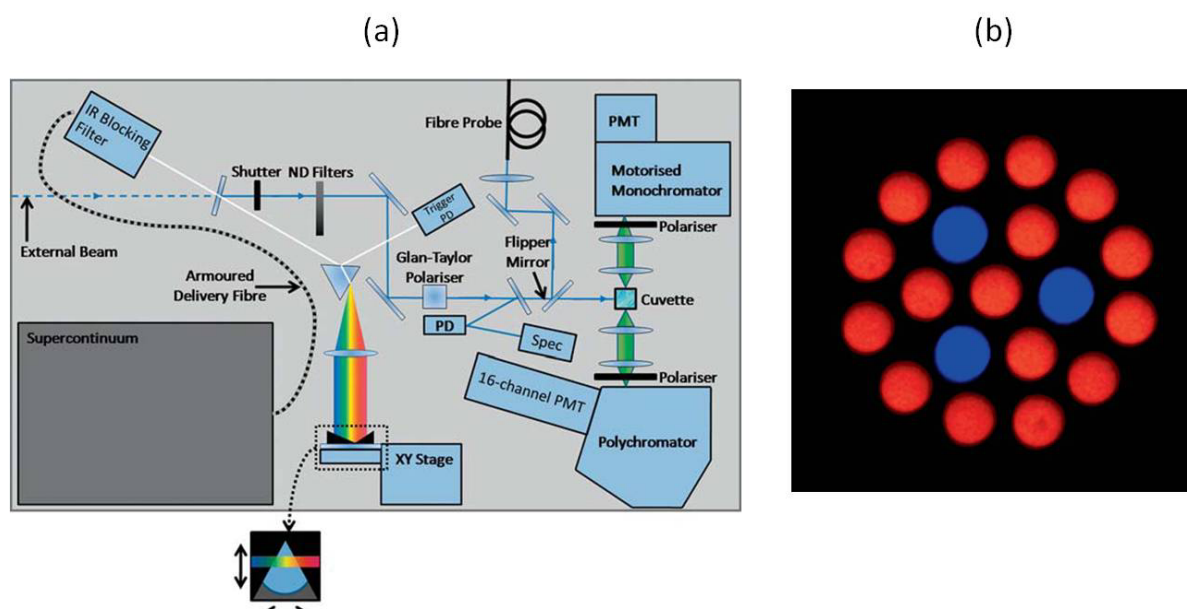 (a)
(b)
IR Blocking
Filter
Fibre Probe
PMT
Motorised
Monochromator
Shutter
ND Filters
Trigger
PD
Polariser
External Beam
Flipper
Mirror
Glan-Taylor
Polariser
Armoured
Delivery Fibre
Cuvette
PD
Spec
Supercontinuum
Polariser
16-channel PMT
Polychromator
XY Stage